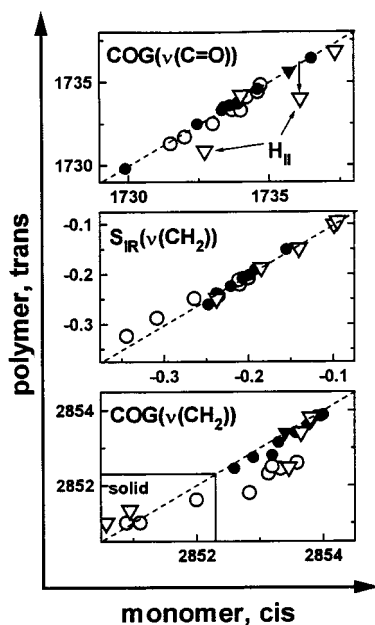 COG(ν(C=O))
1735
1730
H_II
1730 1735
S_IR(ν(CH₂))
-0.1
-0.2
-0.3
-0.3 -0.2 -0.1
COG(ν(CH₂))
2854
2852
solid
2852 2854
polymer, trans
monomer, cis